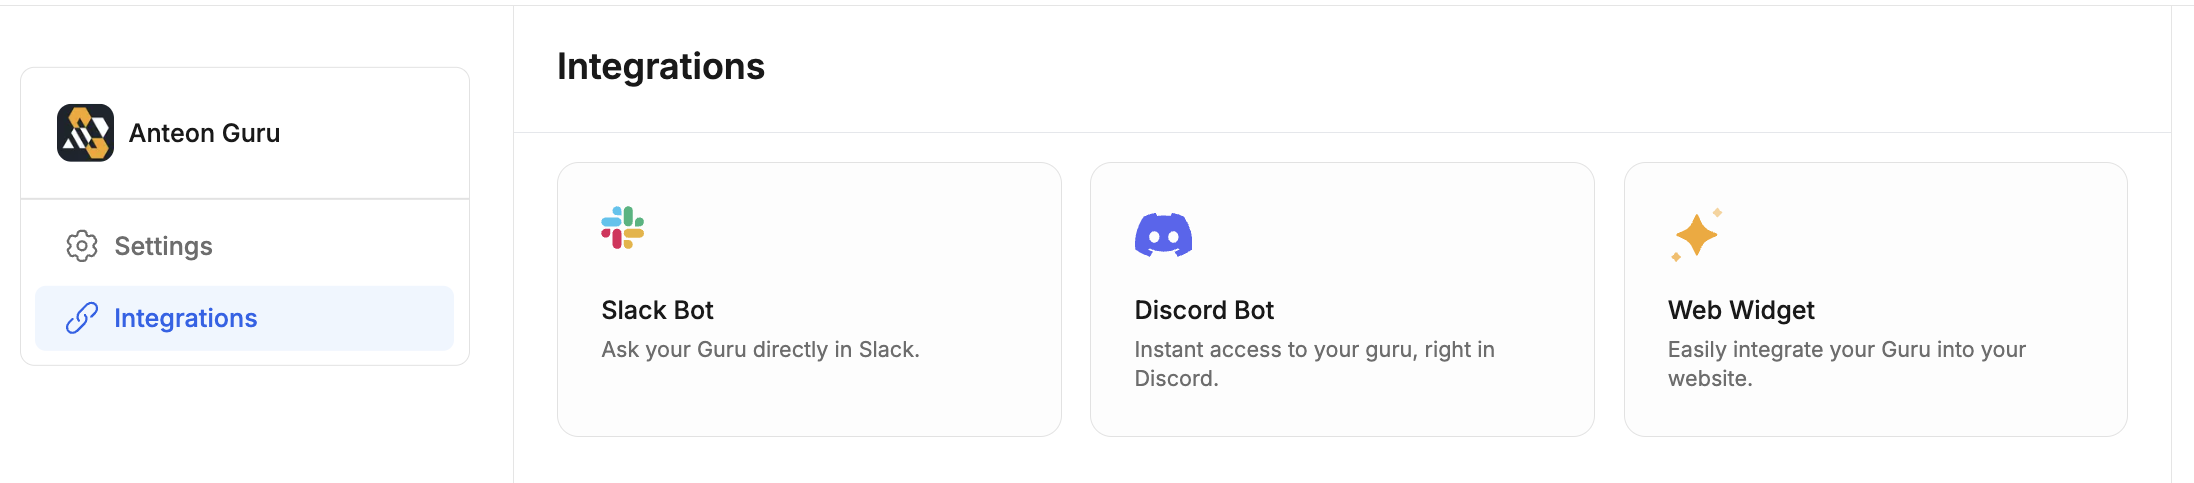 Anteon Guru
Settings
Integrations
Integrations
Slack Bot
Ask your Guru directly in Slack.
Discord Bot
Instant access to your guru, right in
Discord.
Web Widget
Easily integrate your Guru into your
website.